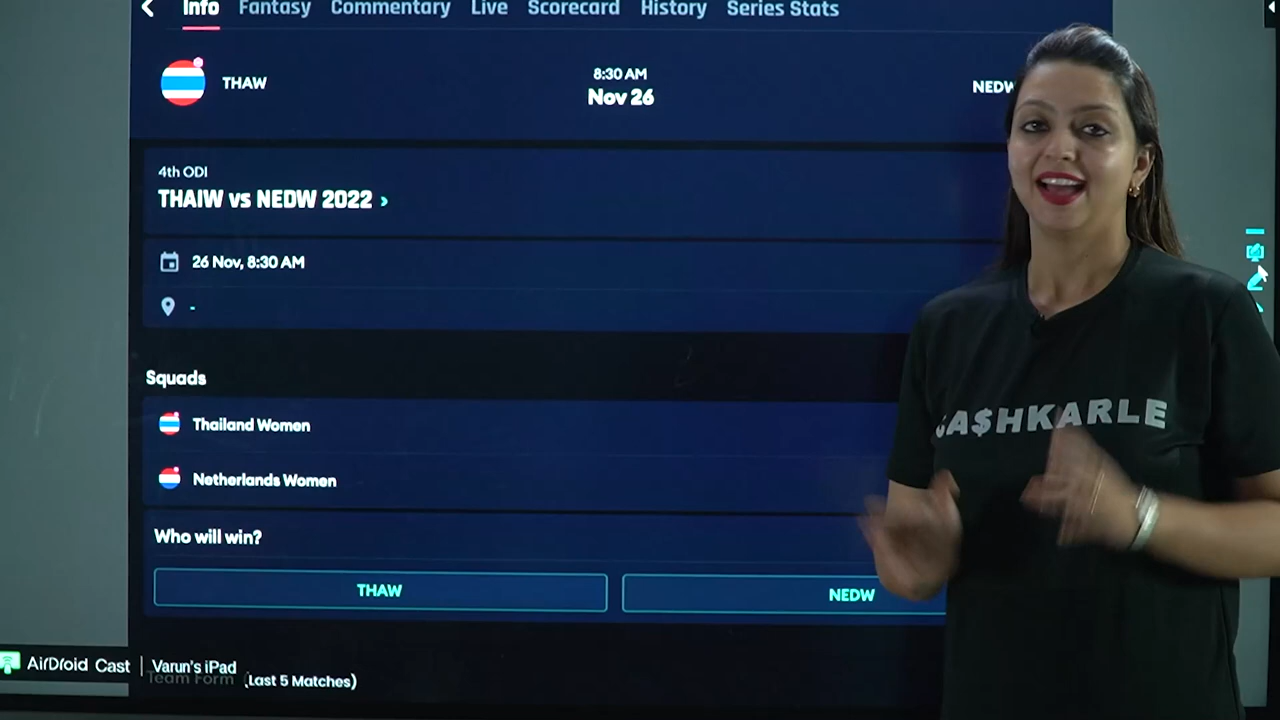 Info Fantasy Commentary Live Scorecard History Series Stats
THAW
8:30 AM
Nov 26
NEDW
4th ODI
THAIW vs NEDW 2022 ›
26 Nov, 8:30 AM
-
Squads
Thailand Women
Netherlands Women
Who will win?
THAW
NEDW
AirDroid Cast | Varun's iPad
Team Form (Last 5 Matches)
CA$HKARLE